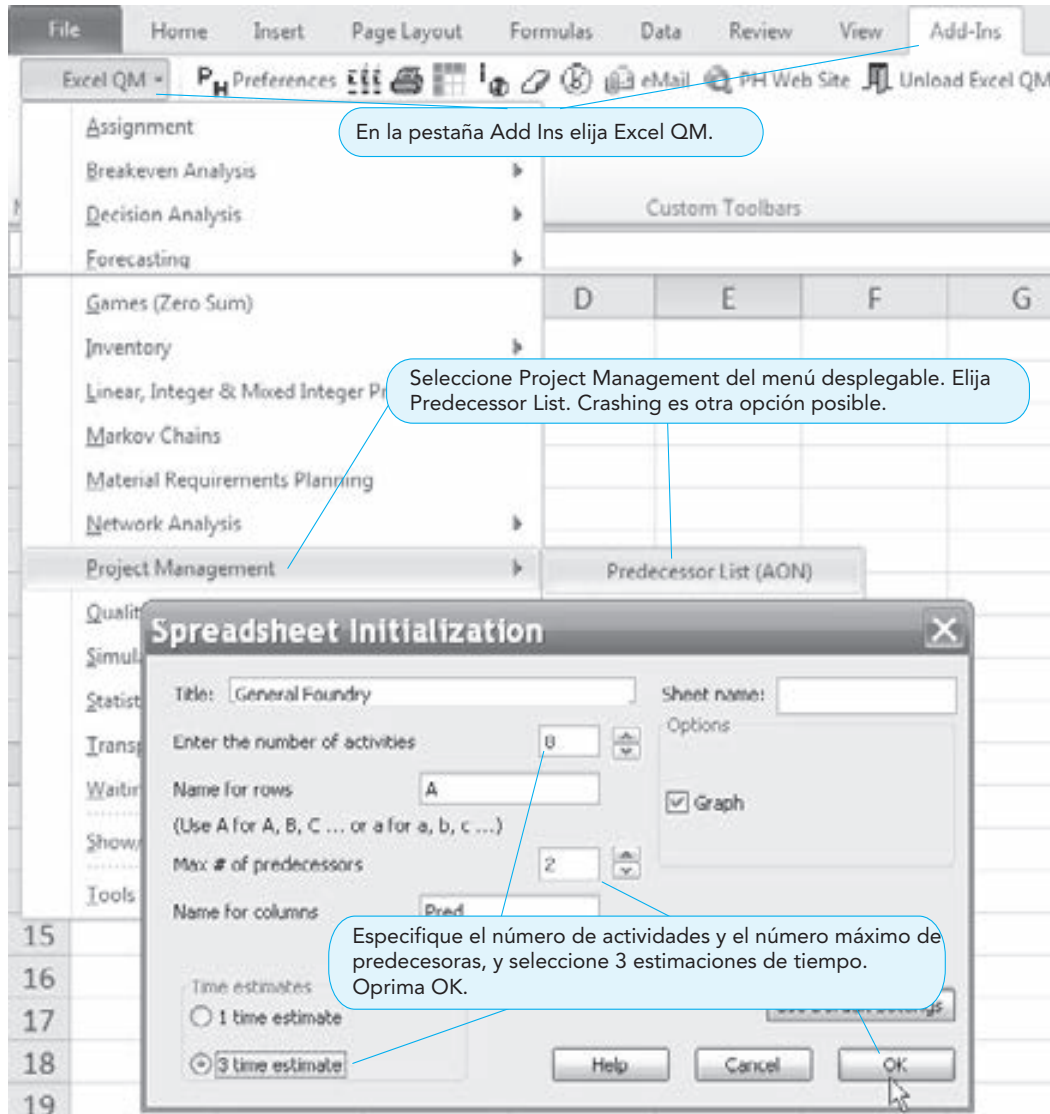 File Home Insert Page Layout Formulas Data Review View Add-Ins
Excel QM PH Preferences eMail PH Web Site Unload Excel QM
Assignment
En la pestaña Add Ins elija Excel QM.
Breakeven Analysis
Decision Analysis
Custom Toolbars
Forecasting
Games (Zero Sum)
D E F G
Inventory
Linear, Integer & Mixed Integer Pr
Seleccione Project Management del menú desplegable. Elija
Predecessor List. Crashing es otra opción posible.
Markov Chains
Material Requirements Planning
Network Analysis
Project Management
Predecessor List (AON)
Qualit
Simul
Statist
Trans
Waitin
Show
Tools
Spreadsheet Initialization
Title: General Foundry
Sheet name:
Enter the number of activities 8
Options
Name for rows A
Graph
(Use A for A, B, C ... or a for a, b, c ...)
Max # of predecessors 2
Name for columns Pred
Especifique el número de actividades y el número máximo de
predecesoras, y seleccione 3 estimaciones de tiempo.
Oprima OK.
Time estimates
1 time estimate
3 time estimate
Help Cancel OK
15
16
17
18
19